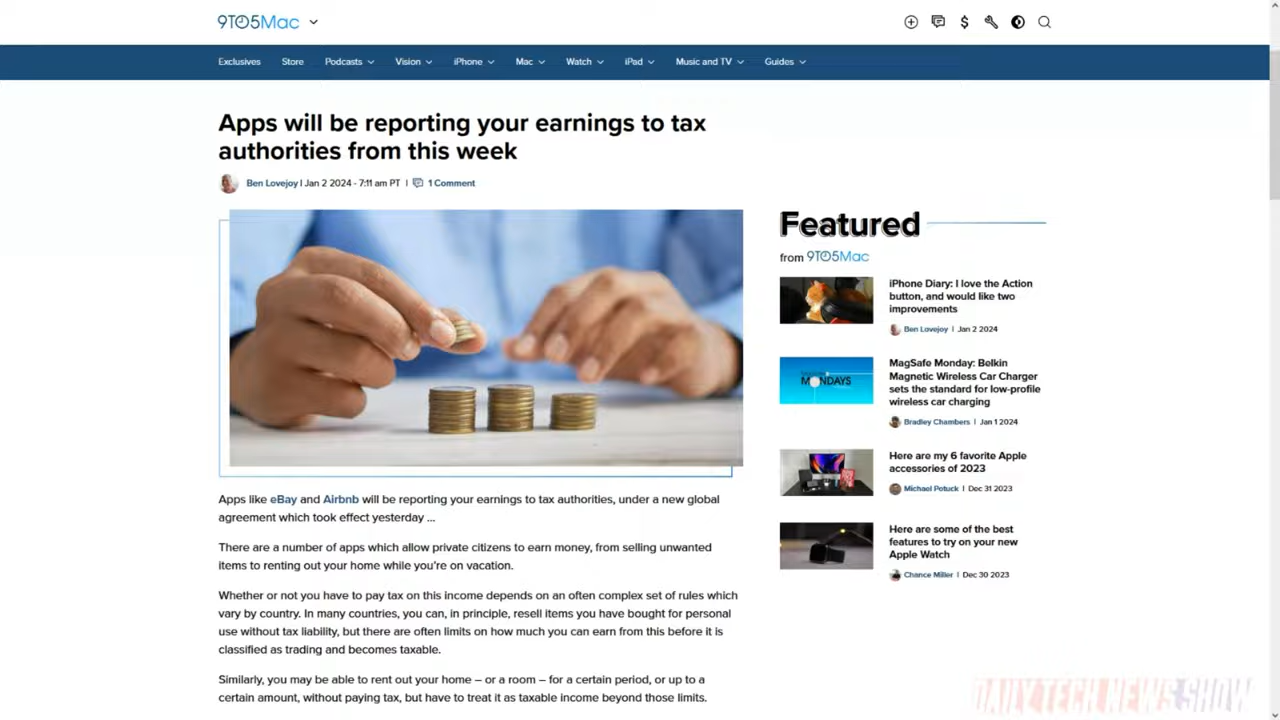 9TO5Mac
Exclusives Store Podcasts Vision iPhone Mac Watch iPad Music and TV Guides
Apps will be reporting your earnings to tax
authorities from this week
Ben Lovejoy | Jan 2 2024 - 7:11 am PT | 1 Comment
Apps like eBay and Airbnb will be reporting your earnings to tax authorities, under a new global
agreement which took effect yesterday ...
There are a number of apps which allow private citizens to earn money, from selling unwanted
items to renting out your home while you're on vacation.
Whether or not you have to pay tax on this income depends on an often complex set of rules which
vary by country. In many countries, you can, in principle, resell items you have bought for personal
use without tax liability, but there are often limits on how much you can earn from this before it is
classified as trading and becomes taxable.
Similarly, you may be able to rent out your home – or a room – for a certain period, or up to a
certain amount, without paying tax, but have to treat it as taxable income beyond those limits.
Featured
from 9TO5Mac
iPhone Diary: I love the Action
button, and would like two
improvements
Ben Lovejoy | Jan 2 2024
MONDAYS
MagSafe Monday: Belkin
Magnetic Wireless Car Charger
sets the standard for low-profile
wireless car charging
Bradley Chambers | Jan 1 2024
Here are my 6 favorite Apple
accessories of 2023
Michael Potuck | Dec 31 2023
Here are some of the best
features to try on your new
Apple Watch
Chance Miller | Dec 30 2023
DAILY TECH NEWS SHOW